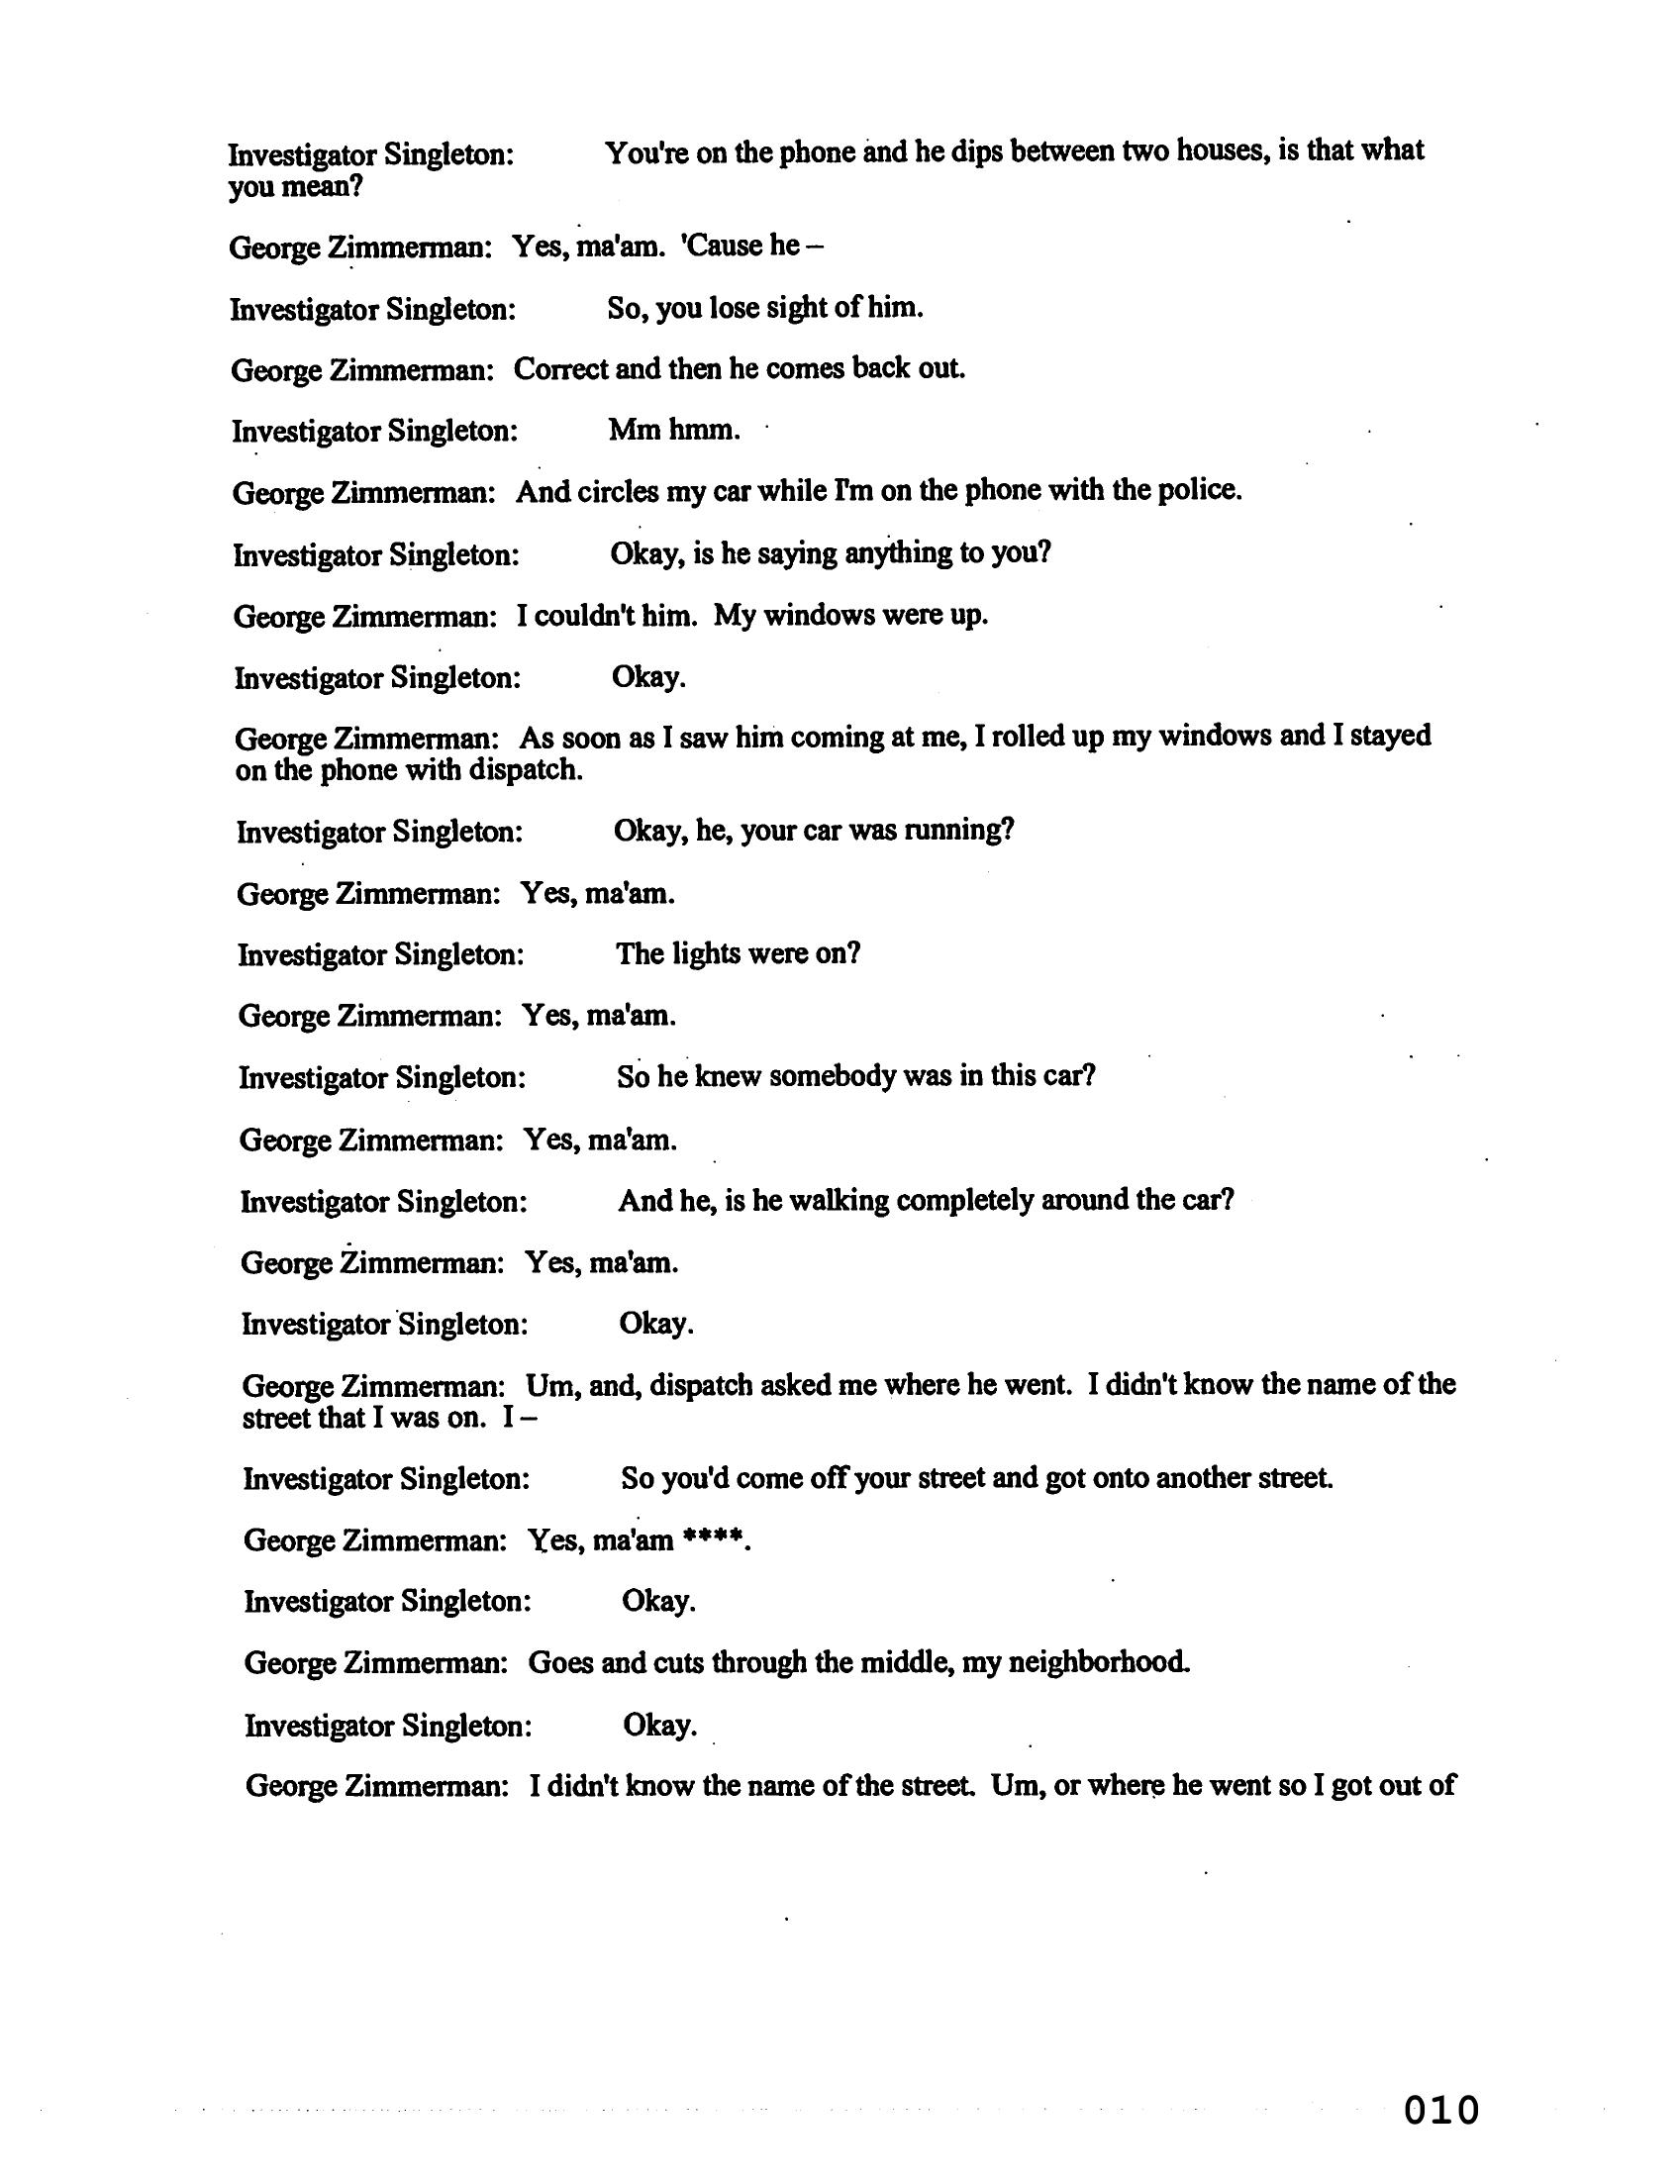 Investigator Singleton: You're on the phone and he dips between two houses, is that what
you mean?
George Zimmerman: Yes, ma'am. 'Cause he –
Investigator Singleton: So, you lose sight of him.
George Zimmerman: Correct and then he comes back out.
Investigator Singleton: Mm hmm.
George Zimmerman: And circles my car while I'm on the phone with the police.
Investigator Singleton: Okay, is he saying anything to you?
George Zimmerman: I couldn't him. My windows were up.
Investigator Singleton: Okay.
George Zimmerman: As soon as I saw him coming at me, I rolled up my windows and I stayed
on the phone with dispatch.
Investigator Singleton: Okay, he, your car was running?
George Zimmerman: Yes, ma'am.
Investigator Singleton: The lights were on?
George Zimmerman: Yes, ma'am.
Investigator Singleton: So he knew somebody was in this car?
George Zimmerman: Yes, ma'am.
Investigator Singleton: And he, is he walking completely around the car?
George Zimmerman: Yes, ma'am.
Investigator Singleton: Okay.
George Zimmerman: Um, and, dispatch asked me where he went. I didn't know the name of the
street that I was on. I –
Investigator Singleton: So you'd come off your street and got onto another street.
George Zimmerman: Yes, ma'am ****.
Investigator Singleton: Okay.
George Zimmerman: Goes and cuts through the middle, my neighborhood.
Investigator Singleton: Okay.
George Zimmerman: I didn't know the name of the street. Um, or where he went so I got out of
010